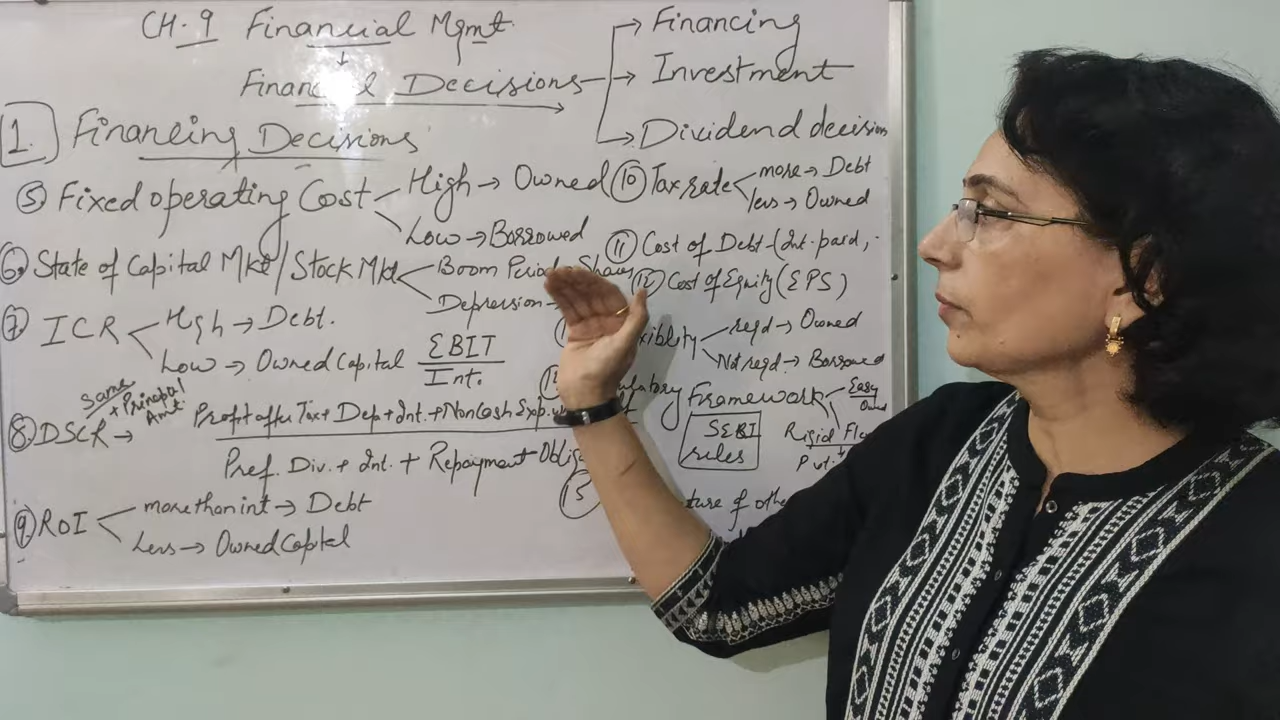 CH. 9 Financial Mgmt.
↓
Financial Decisions → Financing
→ Investment
→ Dividend decision
1. Financing Decisions
⑤ Fixed operating Cost High → Owned
Low → Borrowed
⑥ State of Capital Mkt / Stock Mkt Boom Period
Depression
⑦ ICR High → Debt.
Low → Owned Capital EBIT
Int.
⑧ DSCR → Same + Principal Amt.
Profit after Tax + Dep + Int. + Non Cash Exp.
Pref. Div. + Int. + Repayment
⑨ ROI more than int → Debt
Less → Owned Capital
⑩ Tax rate more → Debt
less → Owned
⑪ Cost of Debt (Int. paid,
⑫ Cost of Equity (EPS)
regd → Owned
Not regd → Borrowed
Framework Easy
SEBI Rigid
rules
⑮